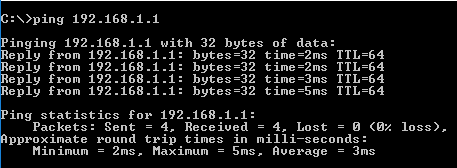 C:\>ping 192.168.1.1
Pinging 192.168.1.1 with 32 bytes of data:
Reply from 192.168.1.1: bytes=32 time=2ms TTL=64
Reply from 192.168.1.1: bytes=32 time=2ms TTL=64
Reply from 192.168.1.1: bytes=32 time=3ms TTL=64
Reply from 192.168.1.1: bytes=32 time=5ms TTL=64
Ping statistics for 192.168.1.1:
Packets: Sent = 4, Received = 4, Lost = 0 (0% loss),
Approximate round trip times in milli-seconds:
Minimum = 2ms, Maximum = 5ms, Average = 3ms